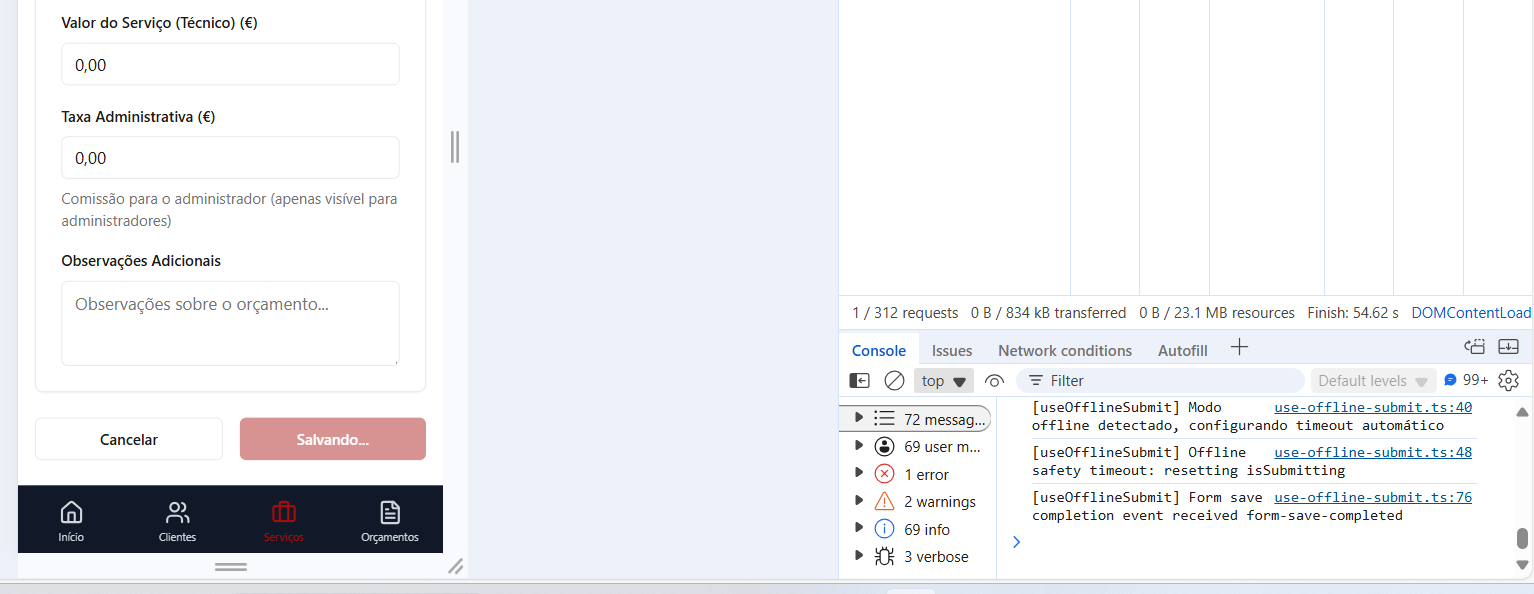 Valor do Serviço (Técnico) (€)
0,00
Taxa Administrativa (€)
0,00
Comissão para o administrador (apenas visível para
administradores)
Observações Adicionais
Observações sobre o orçamento...
Cancelar
Salvando...
Início
Clientes
Serviços
Orçamentos
1 / 312 requests 0 B / 834 kB transferred 0 B / 23.1 MB resources Finish: 54.62 s DOMContentLoad
Console Issues Network conditions Autofill
top Filter Default levels 99+
72 messag...
69 user m...
1 error
2 warnings
69 info
3 verbose
[useOfflineSubmit] Modo use-offline-submit.ts:40
offline detectado, configurando timeout automático
[useOfflineSubmit] Offline use-offline-submit.ts:48
safety timeout: resetting isSubmitting
[useOfflineSubmit] Form save use-offline-submit.ts:76
completion event received form-save-completed